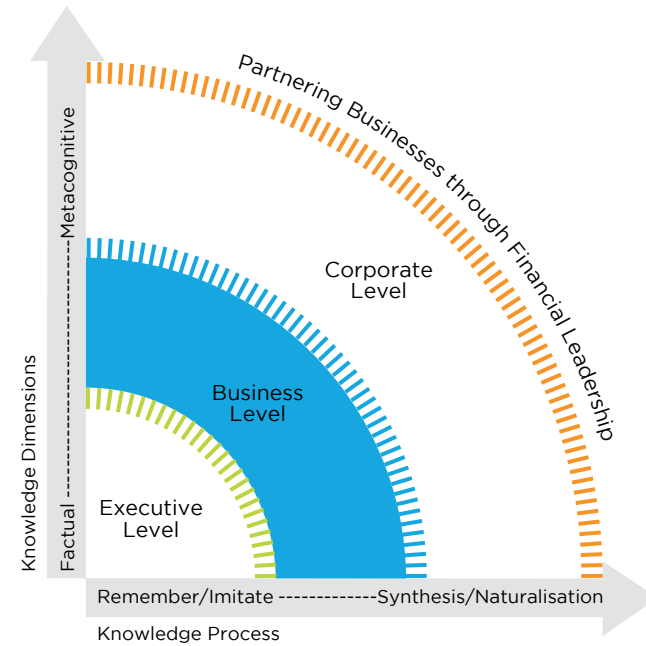 Partnering Businesses through Financial Leadership
Corporate
Level
Business
Level
Executive
Level
Knowledge Dimensions
Factual ----------------------Metacognitive
Remember/Imitate -------------Synthesis/Naturalisation
Knowledge Process